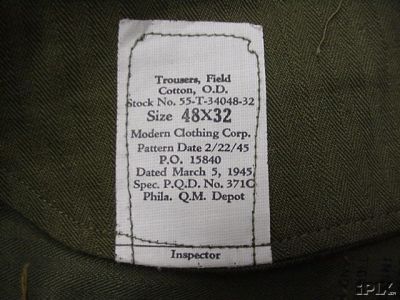 Trousers, Field
Cotton, O.D.
Stock No. 55-T-34048-32
Size 48X32
Modern Clothing Corp.
Pattern Date 2/22/45
P.O. 15840
Dated March 5, 1945
Spec. P.Q.D. No. 371C
Phila. Q.M. Depot
Inspector
iPIX